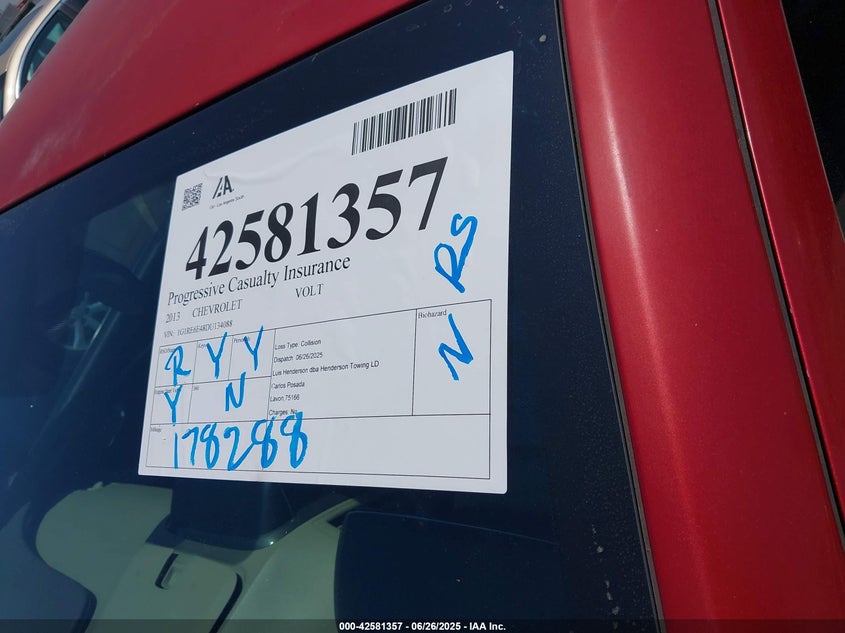 IAA
42581357
Progressive Casualty Insurance
2013 CHEVROLET VOLT
VIN: 1G1RE6E48DU134088
R Y Y
Loss Type: Collision
Dispatch 06/26/2025
Luis Henderson dba Henderson Towing LD
Carlos Posada
Lavon,75166
Charges: No
Y N
Biohazard
N
RS
178288
000-42581357 - 06/26/2025 - IAA Inc.